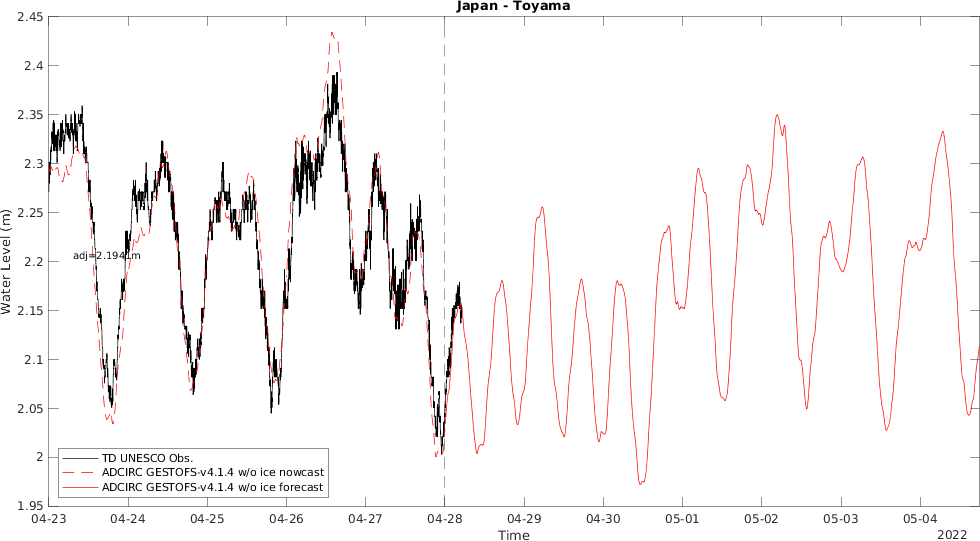 Japan - Toyama
2.45
2.4
2.35
2.3
2.25
2.2
2.15
2.1
2.05
2
1.95
Water Level (m)
adj=2.1941m
TD UNESCO Obs.
ADCIRC GESTOFS-v4.1.4 w/o ice nowcast
ADCIRC GESTOFS-v4.1.4 w/o ice forecast
04-23 04-24 04-25 04-26 04-27 04-28 04-29 04-30 05-01 05-02 05-03 05-04
Time
2022